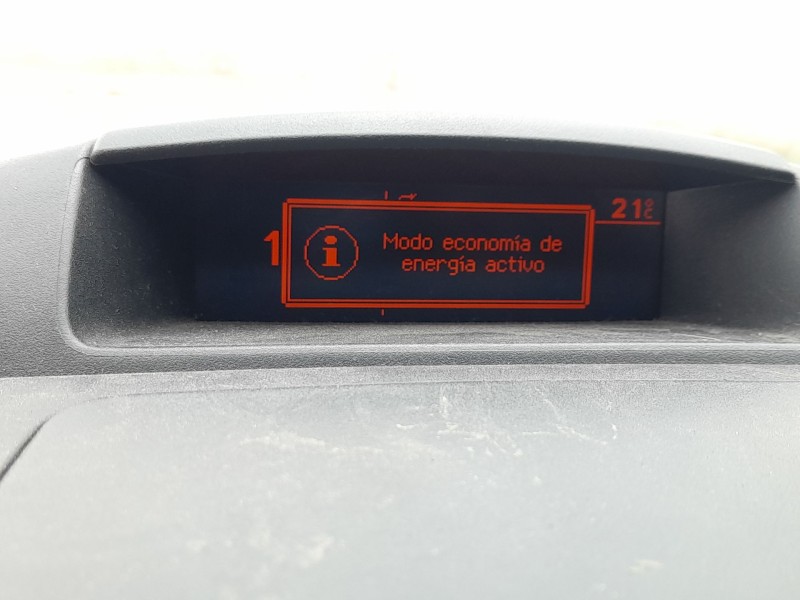 21°C
1
Modo economía de
energía activo